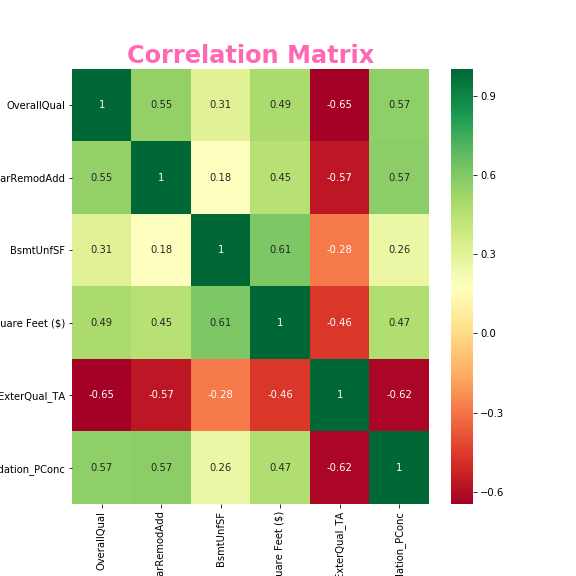 Correlation Matrix
OverallQual 1 0.55 0.31 0.49 -0.65 0.57
arRemodAdd 0.55 1 0.18 0.45 -0.57 0.57
BsmtUnfSF 0.31 0.18 1 0.61 -0.28 0.26
uare Feet ($) 0.49 0.45 0.61 1 -0.46 0.47
ExterQual_TA -0.65 -0.57 -0.28 -0.46 1 -0.62
dation_PConc 0.57 0.57 0.26 0.47 -0.62 1
OverallQual
arRemodAdd
BsmtUnfSF
uare Feet ($)
ExterQual_TA
lation_PConc
0.9
0.6
0.3
0.0
−0.3
−0.6